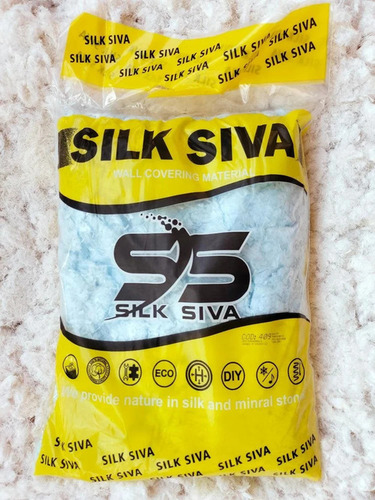 SILK SIVA SILK SIVA SILK SIVA SILK SIVA
SILK SIVA SILK SIVA SILK SIVA SILK SIVA
SILK SIVA
WALL COVERING MATERIAL
SS
SILK SIVA
CODE 409
ECO DIY
provide nature in silk and minral stone
SILK SIVA SILK SIVA SILK SIVA
SILK SIVA SILK SIVA SILK SIVA SILK SIVA